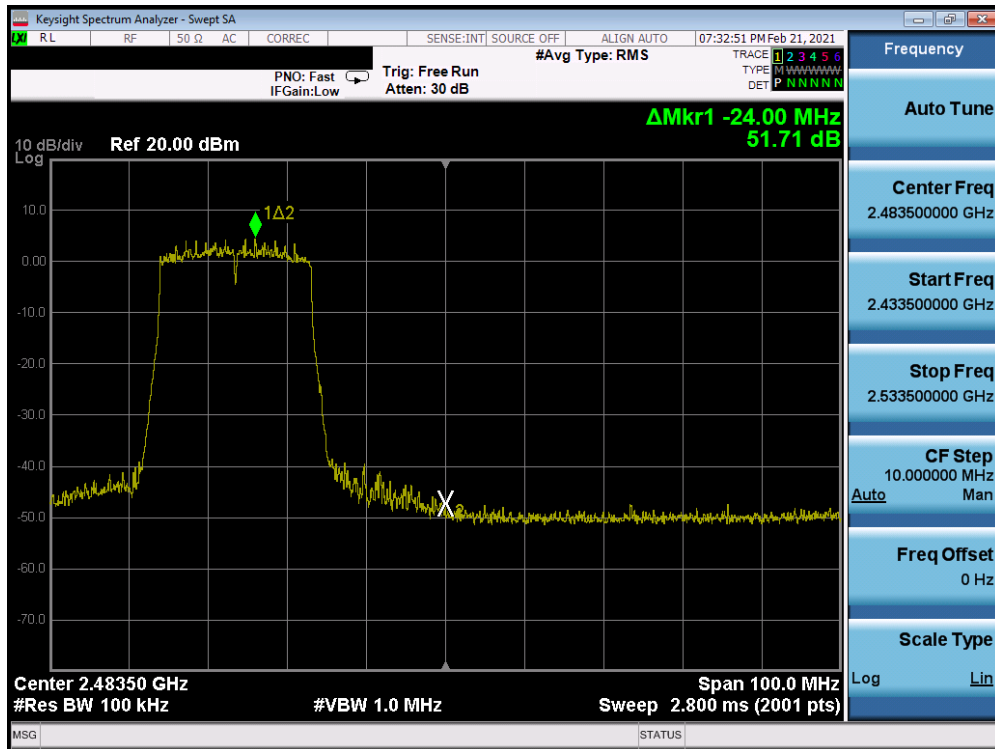 Keysight Spectrum Analyzer - Swept SA
LXI RL RF 50 Ω AC CORREC SENSE:INT SOURCE OFF ALIGN AUTO 07:32:51 PM Feb 21, 2021
#Avg Type: RMS
TRACE 1 2 3 4 5 6
PNO: Fast Trig: Free Run
TYPE M WWWWW
IFGain:Low Atten: 30 dB
DET P N N N N N
ΔMkr1 -24.00 MHz
51.71 dB
10 dB/div Ref 20.00 dBm
Log
10.0
1Δ2
0.00
-10.0
-20.0
-30.0
-40.0
-50.0
-60.0
-70.0
Center 2.48350 GHz Span 100.0 MHz
#Res BW 100 kHz #VBW 1.0 MHz Sweep 2.800 ms (2001 pts)
MSG STATUS
Frequency
Auto Tune
Center Freq
2.483500000 GHz
Start Freq
2.433500000 GHz
Stop Freq
2.533500000 GHz
CF Step
10.000000 MHz
Auto Man
Freq Offset
0 Hz
Scale Type
Log Lin